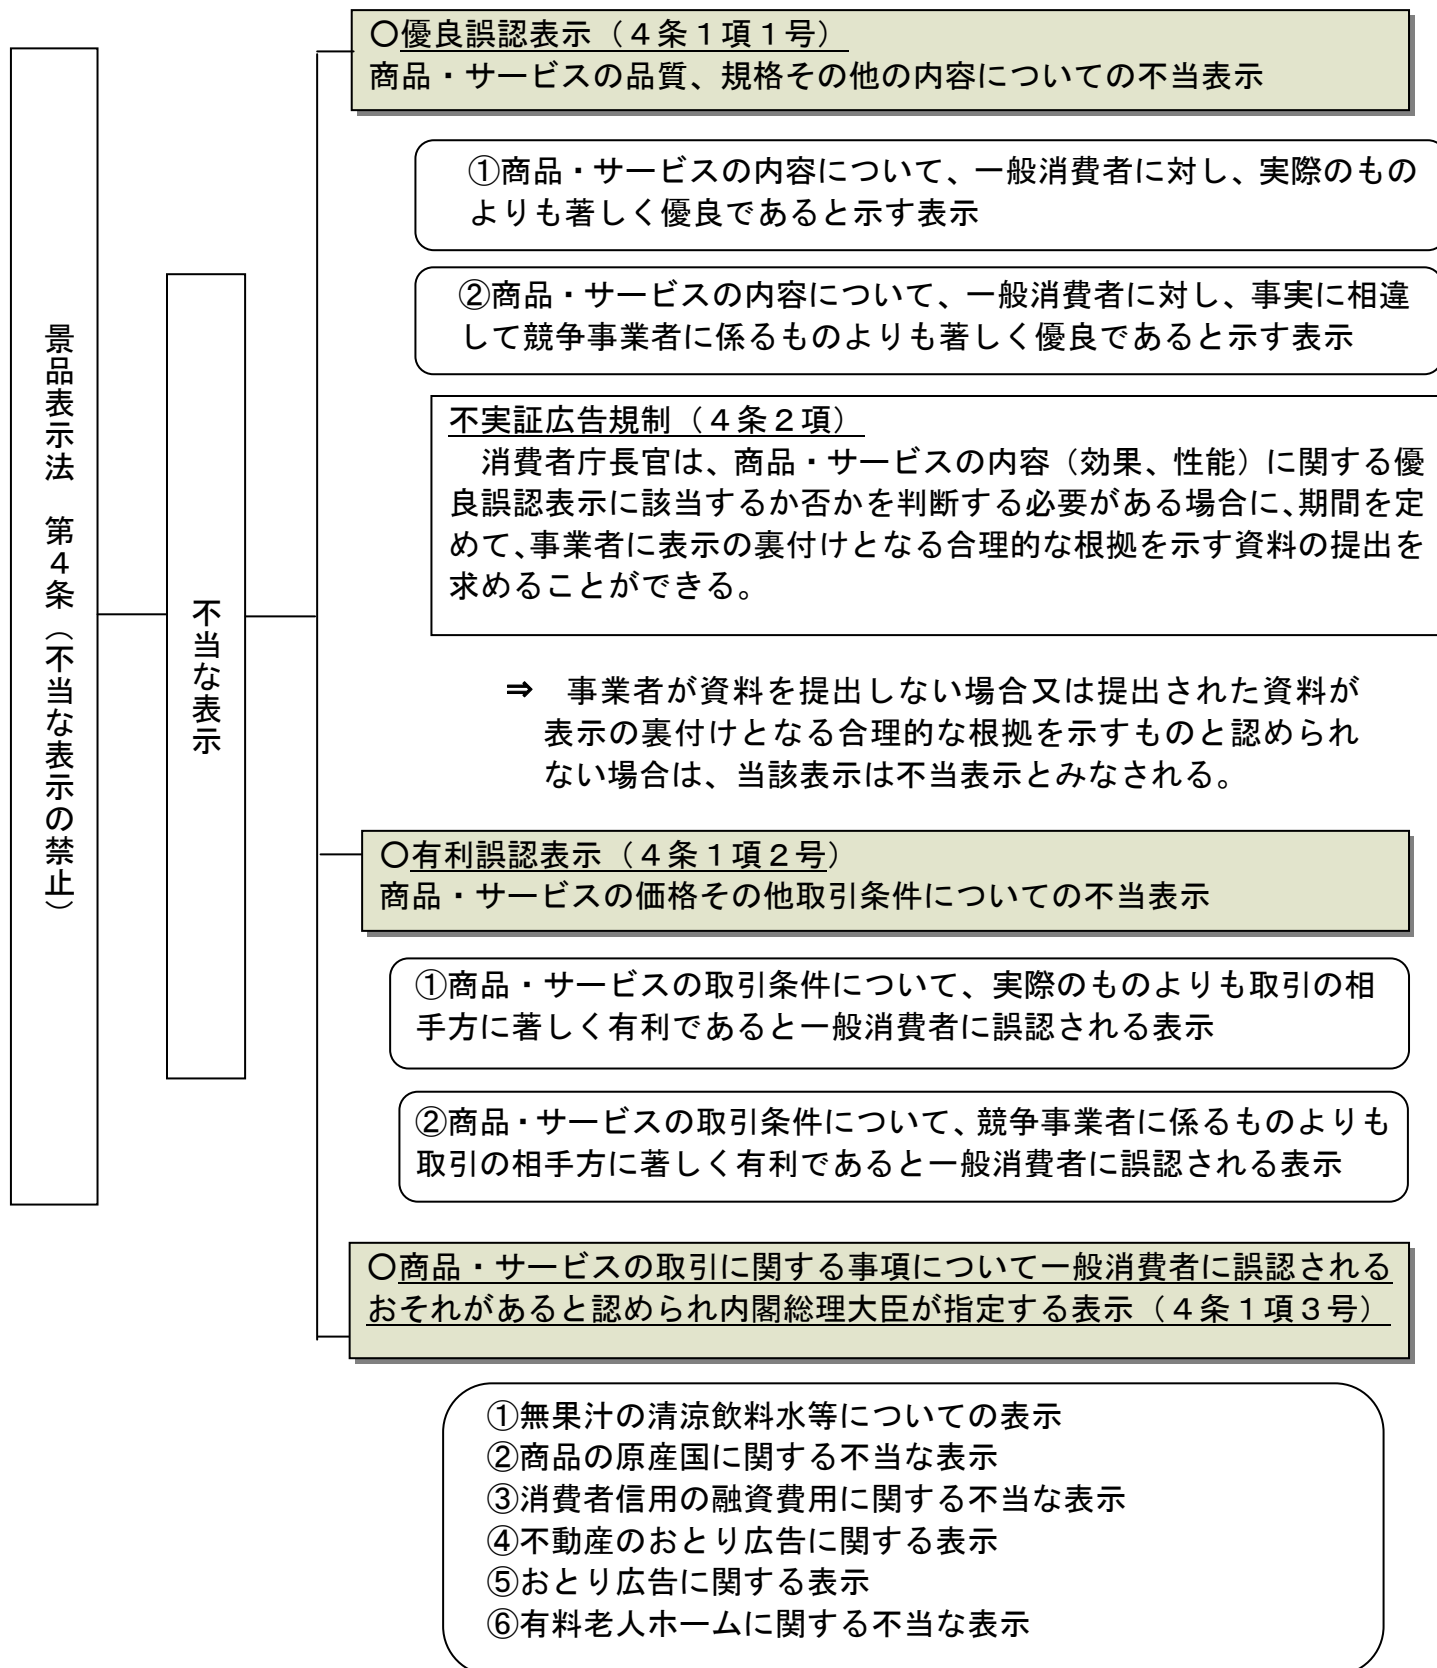 景品表示法　第４条（不当な表示の禁止）
不当な表示
○優良誤認表示（４条１項１号）
商品・サービスの品質、規格その他の内容についての不当表示
①商品・サービスの内容について、一般消費者に対し、実際のもの
よりも著しく優良であると示す表示
②商品・サービスの内容について、一般消費者に対し、事実に相違
して競争事業者に係るものよりも著しく優良であると示す表示
不実証広告規制（４条２項）
消費者庁長官は、商品・サービスの内容（効果、性能）に関する優
良誤認表示に該当するか否かを判断する必要がある場合に、期間を定
めて、事業者に表示の裏付けとなる合理的な根拠を示す資料の提出を
求めることができる。
⇒　事業者が資料を提出しない場合又は提出された資料が
表示の裏付けとなる合理的な根拠を示すものと認められ
ない場合は、当該表示は不当表示とみなされる。
○有利誤認表示（４条１項２号）
商品・サービスの価格その他取引条件についての不当表示
①商品・サービスの取引条件について、実際のものよりも取引の相
手方に著しく有利であると一般消費者に誤認される表示
②商品・サービスの取引条件について、競争事業者に係るものよりも
取引の相手方に著しく有利であると一般消費者に誤認される表示
○商品・サービスの取引に関する事項について一般消費者に誤認される
おそれがあると認められ内閣総理大臣が指定する表示（４条１項３号）
①無果汁の清涼飲料水等についての表示
②商品の原産国に関する不当な表示
③消費者信用の融資費用に関する不当な表示
④不動産のおとり広告に関する表示
⑤おとり広告に関する表示
⑥有料老人ホームに関する不当な表示